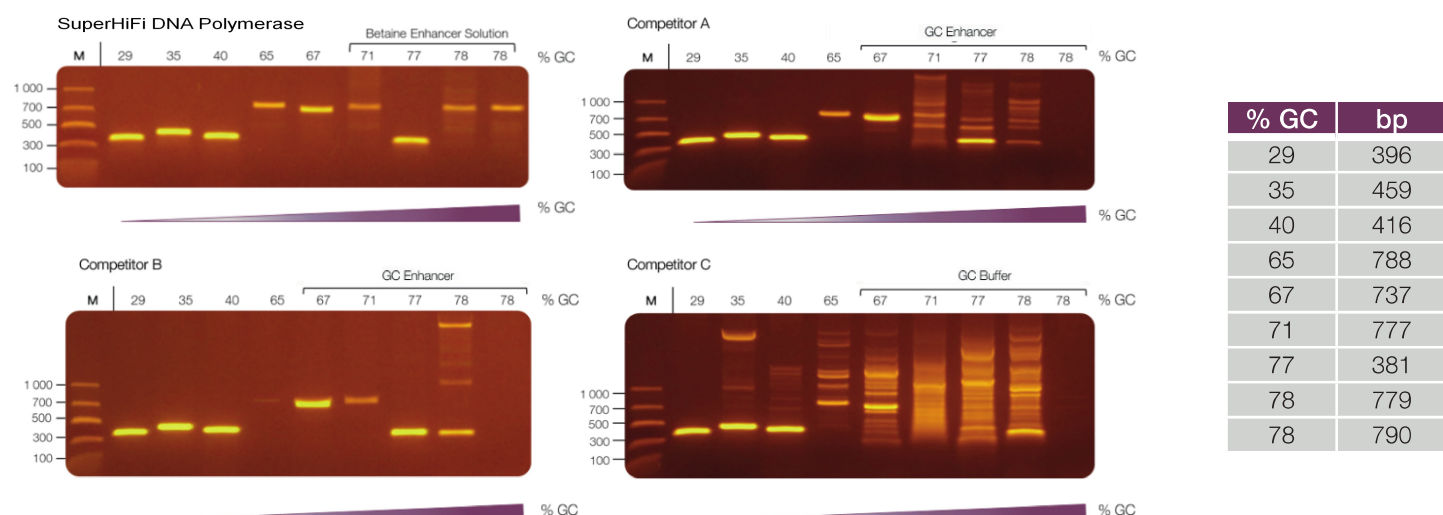 SuperHiFi DNA Polymerase
Betaine Enhancer Solution
M 29 35 40 65 67 71 77 78 78 % GC
1 000
700
500
300
100
% GC
Competitor A
GC Enhancer
M 29 35 40 65 67 71 77 78 78 % GC
1 000
700
500
300
100
% GC
Competitor B
GC Enhancer
M 29 35 40 65 67 71 77 78 78 % GC
1 000
700
500
300
100
% GC
Competitor C
GC Buffer
M 29 35 40 65 67 71 77 78 78 % GC
1 000
700
500
300
100
% GC
% GC bp
29 396
35 459
40 416
65 788
67 737
71 777
77 381
78 779
78 790